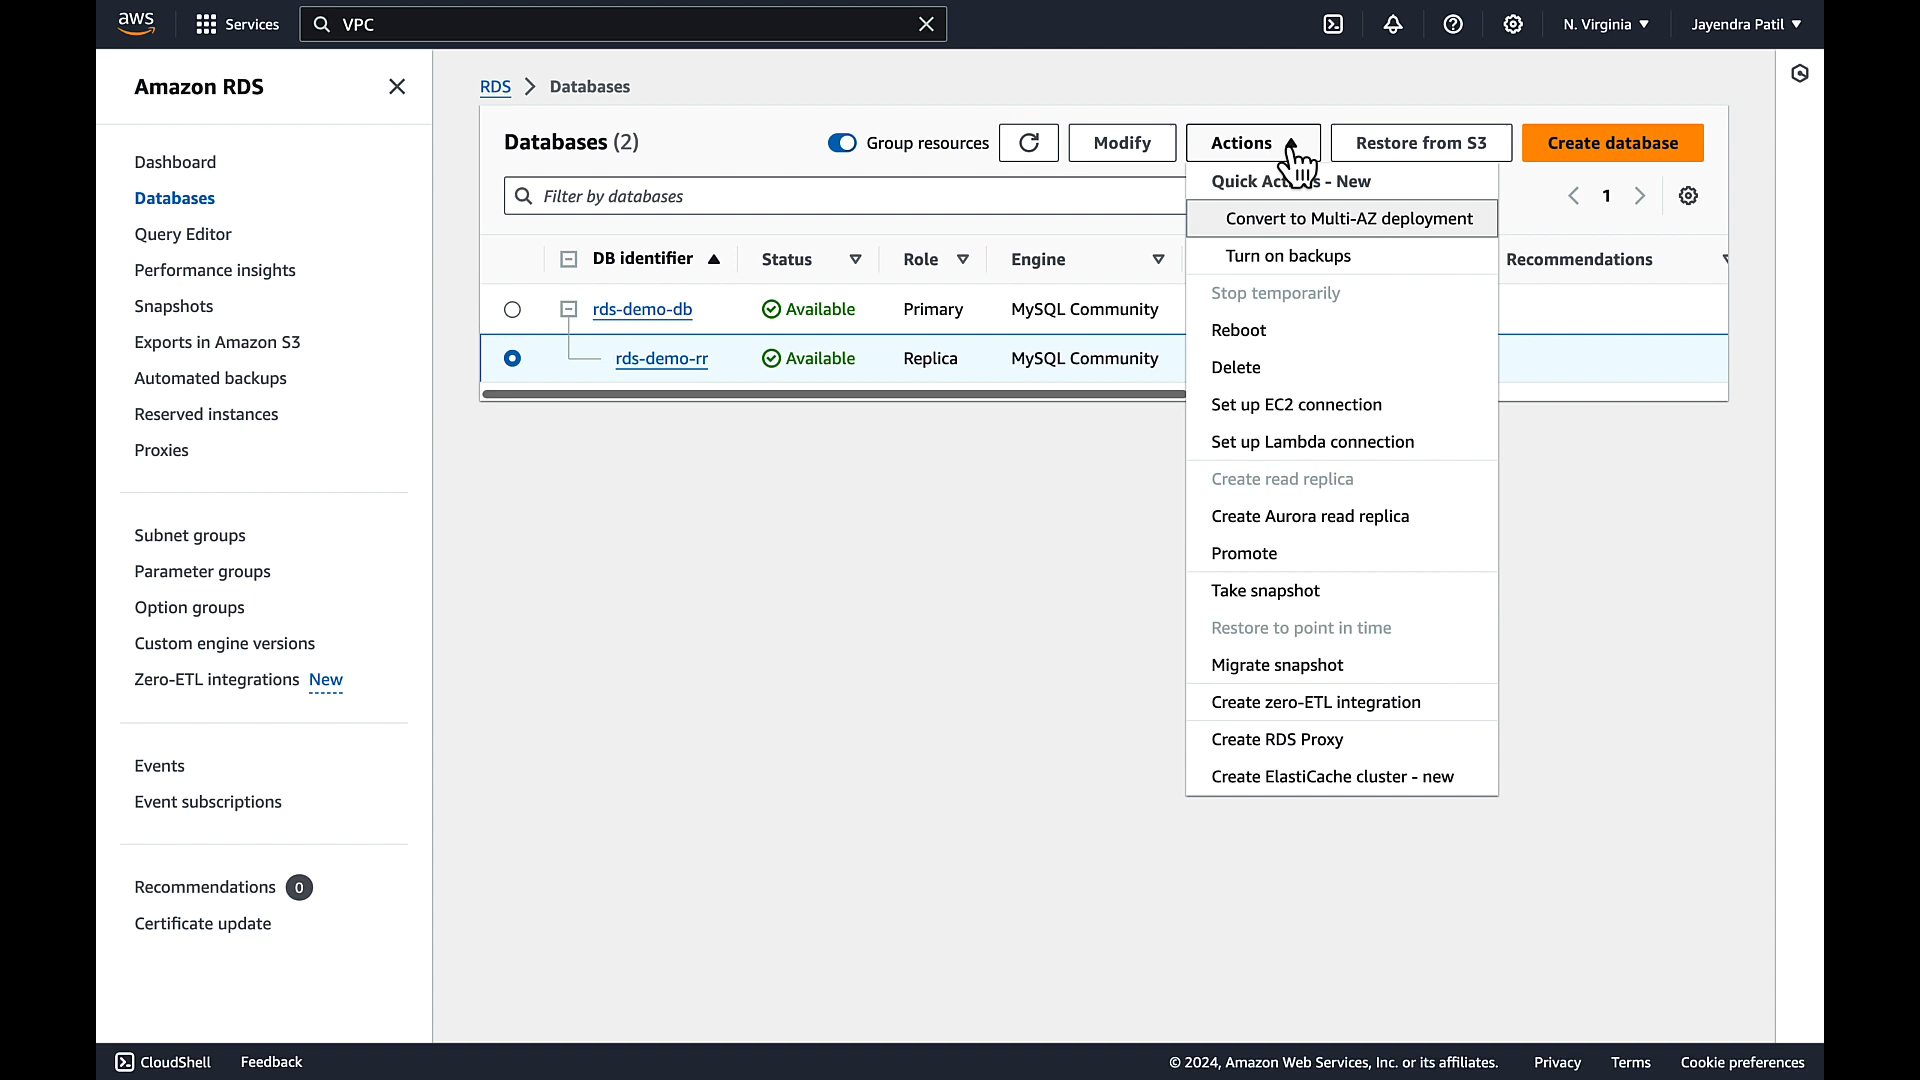 aws
Services
VPC
N. Virginia
Jayendra Patil
Amazon RDS
Dashboard
Databases
Query Editor
Performance insights
Snapshots
Exports in Amazon S3
Automated backups
Reserved instances
Proxies
Subnet groups
Parameter groups
Option groups
Custom engine versions
Zero-ETL integrations New
Events
Event subscriptions
Recommendations 0
Certificate update
RDS Databases
Databases (2)
Group resources
Modify
Actions
Restore from S3
Create database
Filter by databases
1
DB identifier Status Role Engine Recommendations
rds-demo-db Available Primary MySQL Community
rds-demo-rr Available Replica MySQL Community
Quick - New
Convert to Multi-AZ deployment
Turn on backups
Stop temporarily
Reboot
Delete
Set up EC2 connection
Set up Lambda connection
Create read replica
Create Aurora read replica
Promote
Take snapshot
Restore to point in time
Migrate snapshot
Create zero-ETL integration
Create RDS Proxy
Create ElastiCache cluster - new
CloudShell
Feedback
© 2024, Amazon Web Services, Inc. or its affiliates.
Privacy
Terms
Cookie preferences